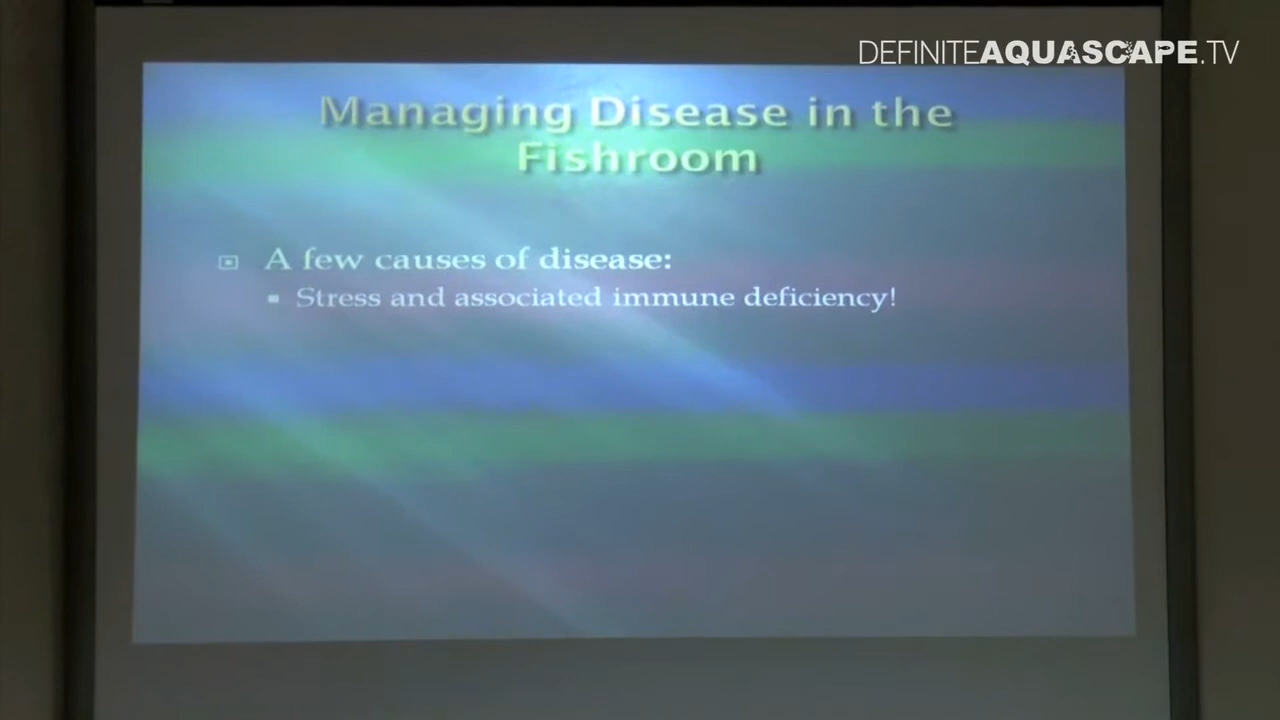 DEFINITEAQUASCAPE.TV
Managing Disease in the
Fishroom
A few causes of disease:
Stress and associated immune deficiency!